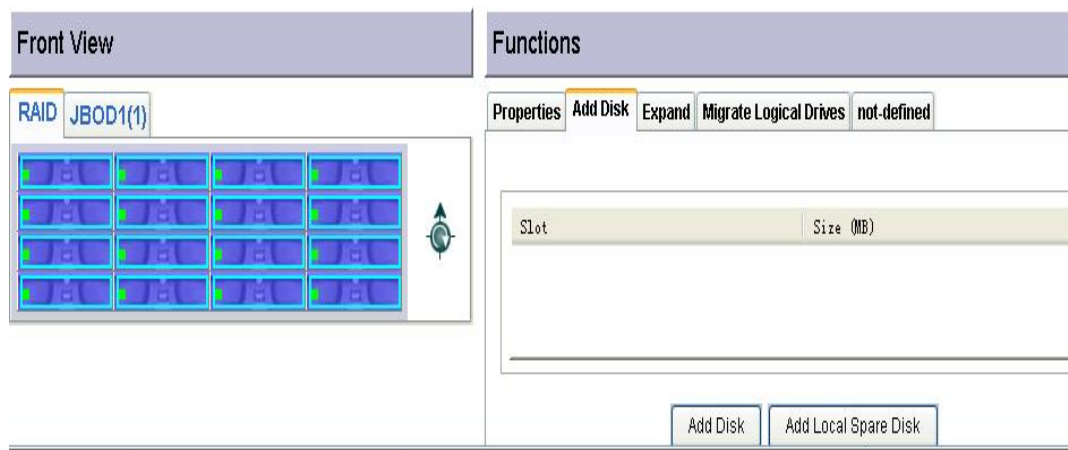 Front View
Functions
RAID JBOD1(1)
Properties Add Disk Expand Migrate Logical Drives not-defined
Slot Size (MB)
Add Disk Add Local Spare Disk